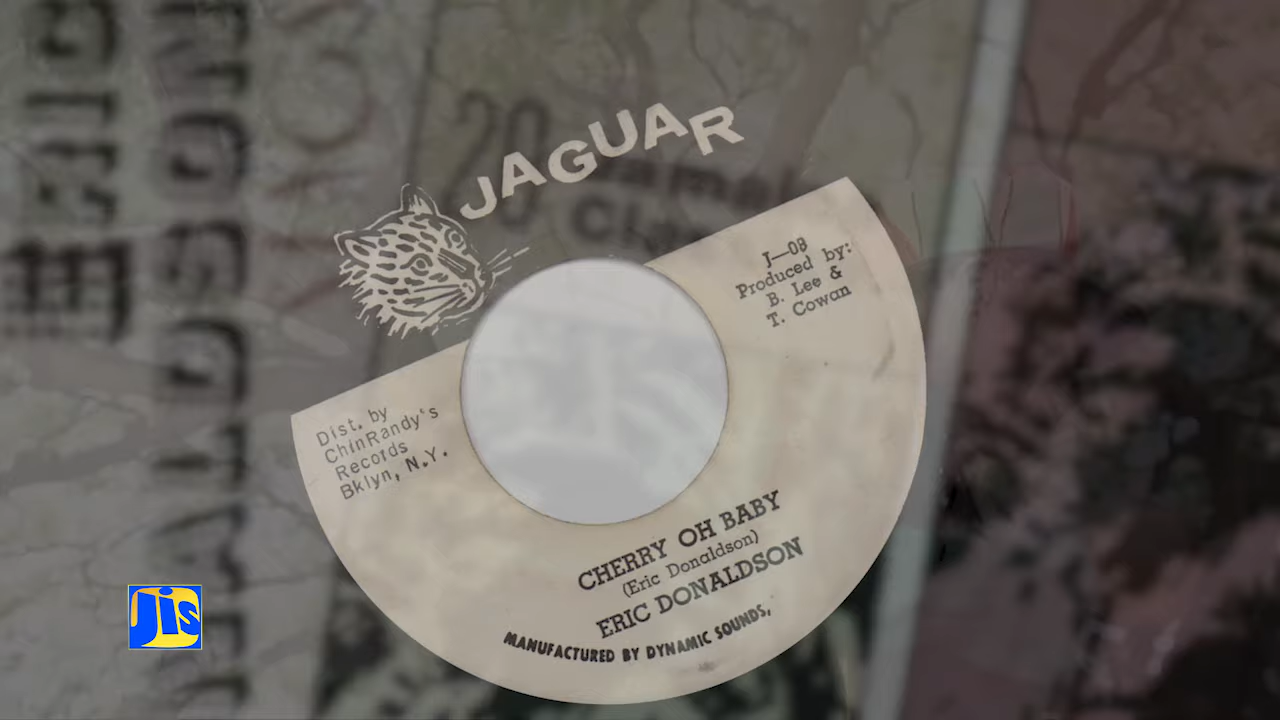 JAGUAR
J—08
Produced by:
B. Lee &
T. Cowan
Dist. by
ChinRandy's
Records
Bklyn, N.Y.
CHERRY OH BABY
(Eric Donaldson)
ERIC DONALDSON
MANUFACTURED BY DYNAMIC SOUNDS,
Jis
20